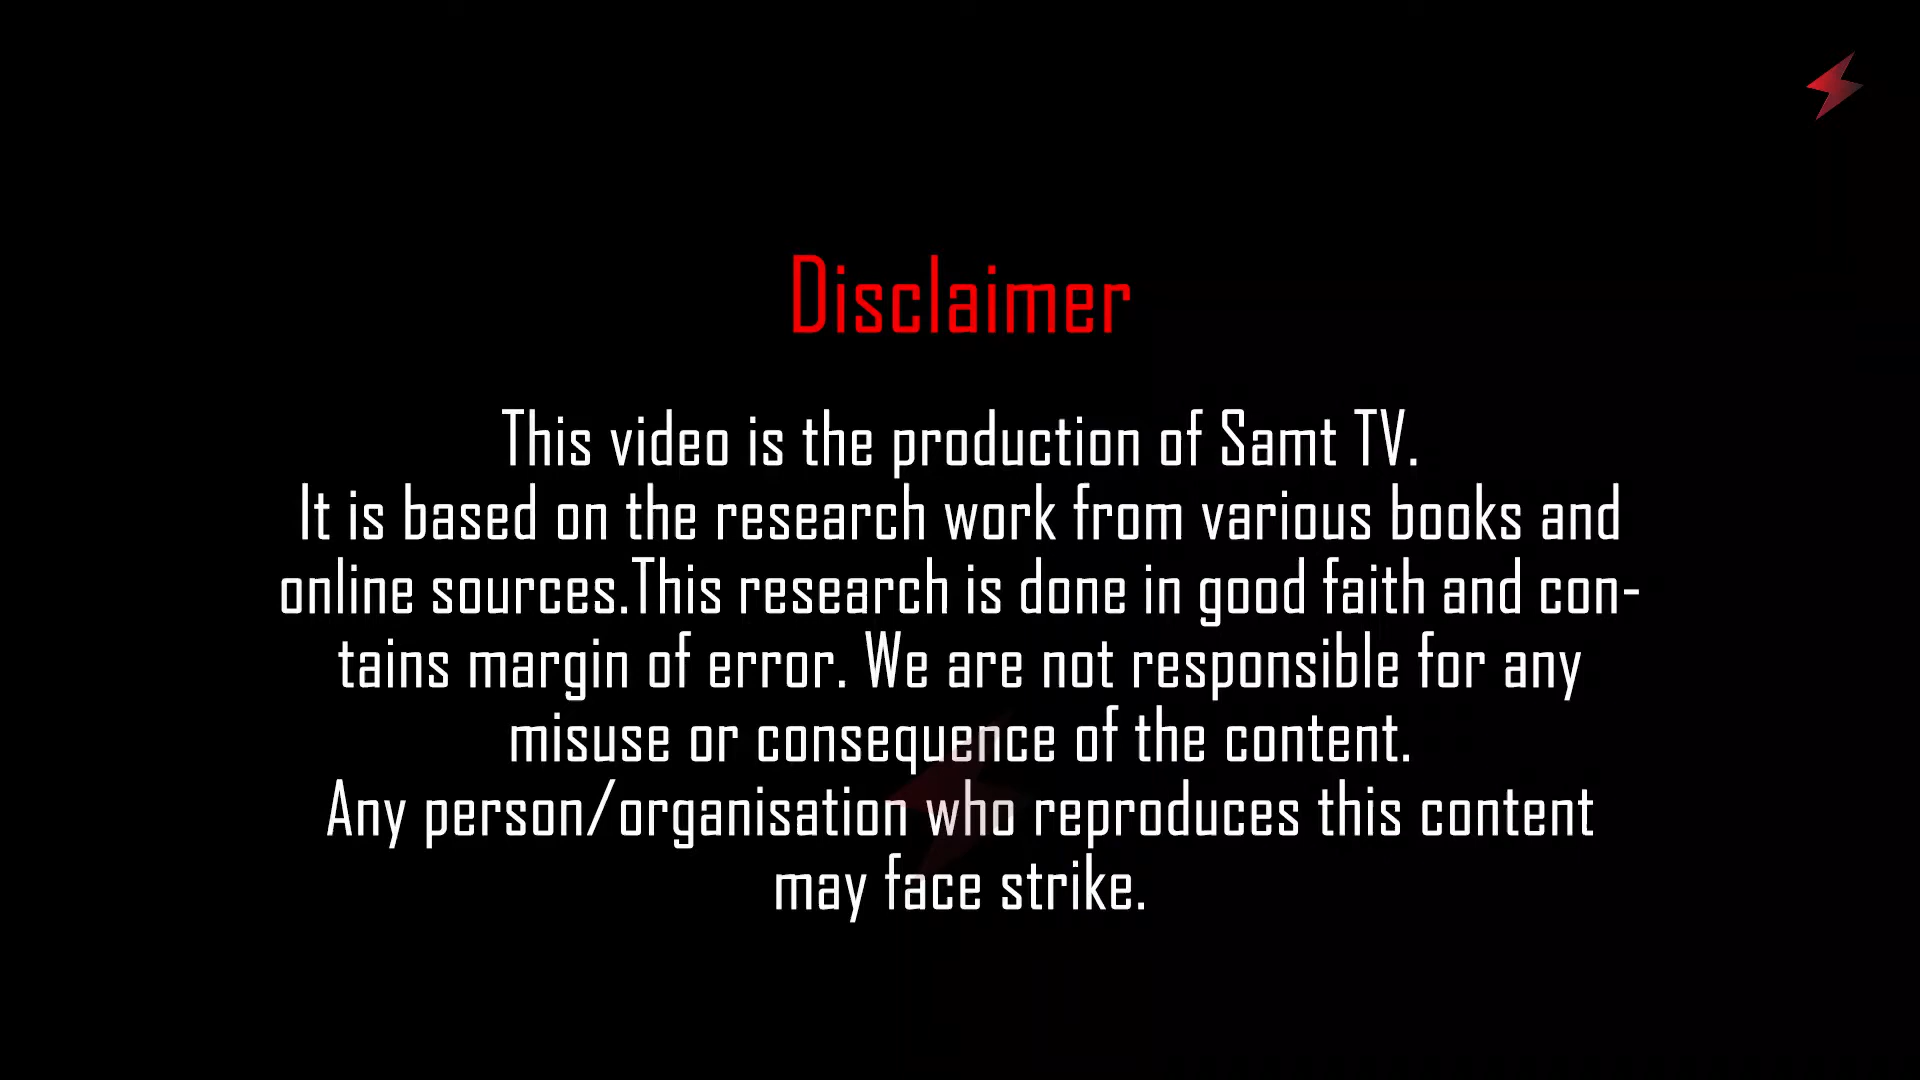 Disclaimer
This video is the production of Samt TV.
It is based on the research work from various books and
online sources.This research is done in good faith and con-
tains margin of error. We are not responsible for any
misuse or consequence of the content.
Any person/organisation who reproduces this content
may face strike.